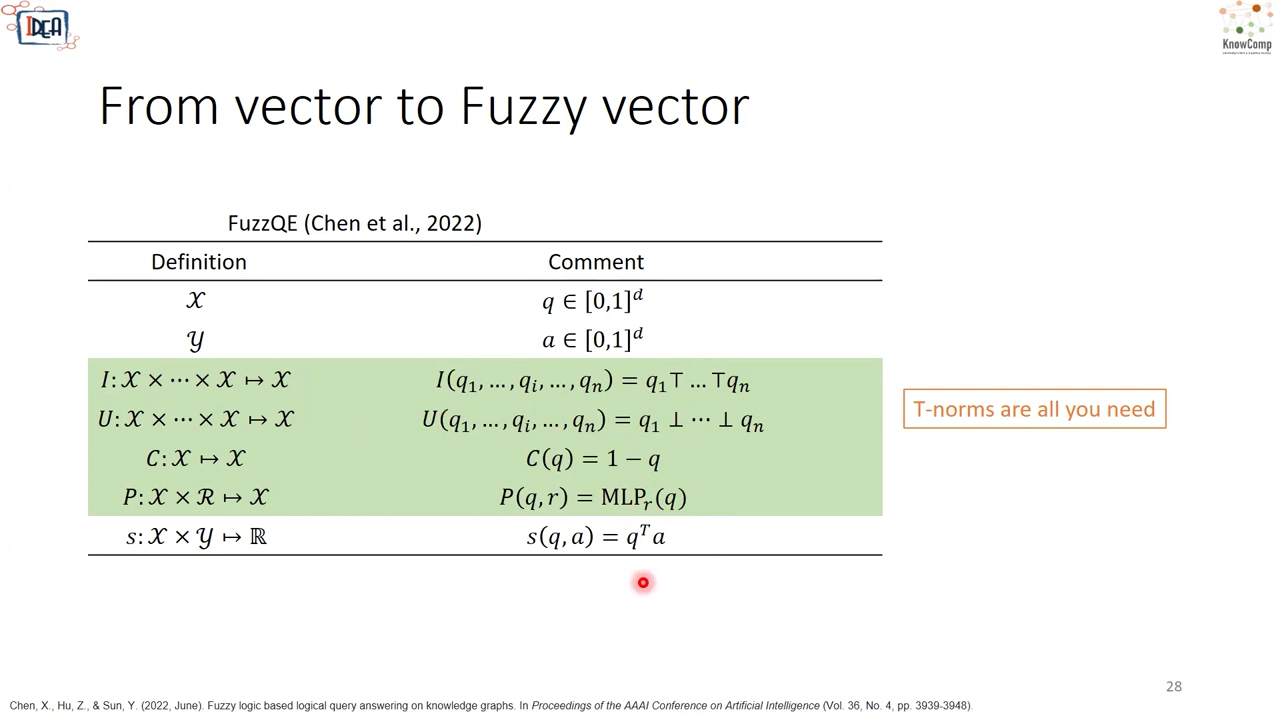 IDEA
KnowComp
From vector to Fuzzy vector
FuzzQE (Chen et al., 2022)
Definition Comment
𝒳 q ∈ [0,1]^d
𝒴 a ∈ [0,1]^d
I: 𝒳 × ⋯ × 𝒳 ↦ 𝒳 I(q₁, …, qᵢ, …, qₙ) = q₁⊤ … ⊤qₙ
U: 𝒳 × ⋯ × 𝒳 ↦ 𝒳 U(q₁, …, qᵢ, …, qₙ) = q₁ ⊥ ⋯ ⊥ qₙ
C: 𝒳 ↦ 𝒳 C(q) = 1 − q
P: 𝒳 × ℛ ↦ 𝒳 P(q, r) = MLPᵣ(q)
s: 𝒳 × 𝒴 ↦ ℝ s(q, a) = q^T a
T-norms are all you need
28
Chen, X., Hu, Z., & Sun, Y. (2022, June). Fuzzy logic based logical query answering on knowledge graphs. In Proceedings of the AAAI Conference on Artificial Intelligence (Vol. 36, No. 4, pp. 3939-3948).